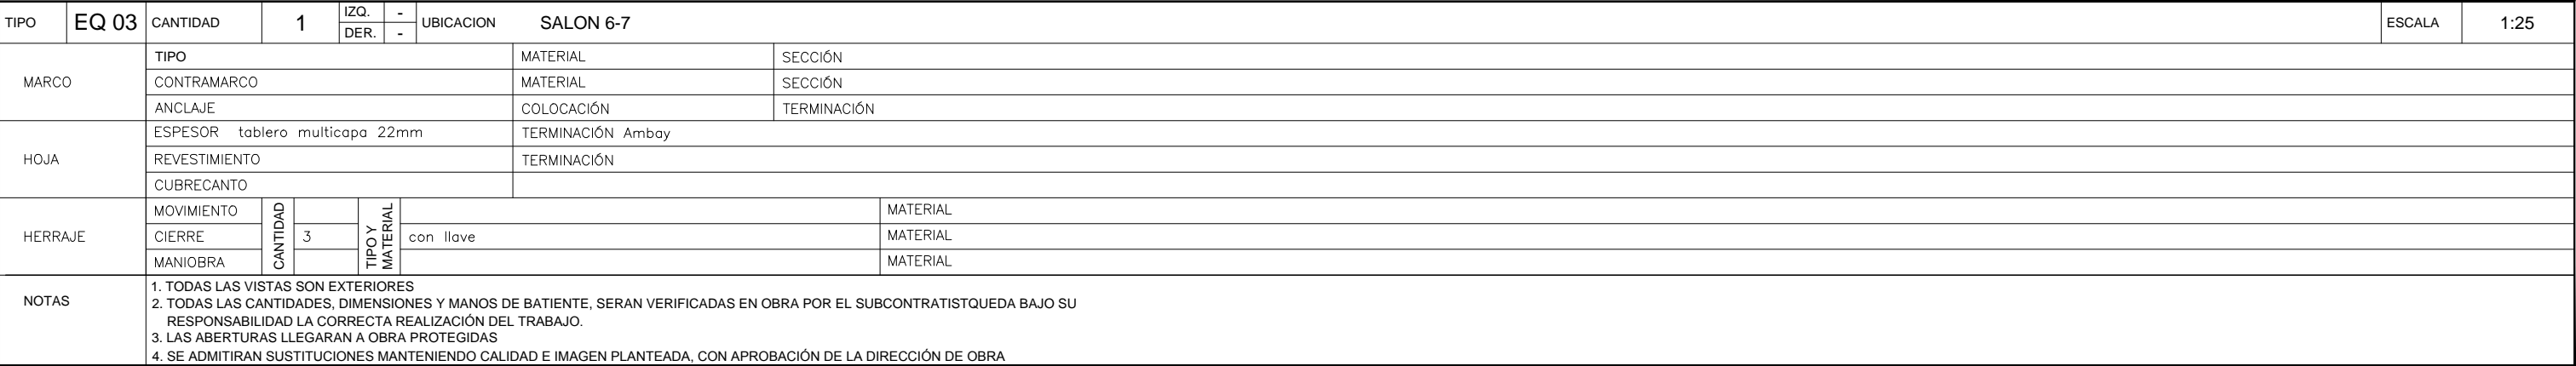 TIPO EQ 03 CANTIDAD 1 IZQ. - DER. - UBICACION SALON 6-7 ESCALA 1:25
MARCO
TIPO MATERIAL SECCIÓN
CONTRAMARCO MATERIAL SECCIÓN
ANCLAJE COLOCACIÓN TERMINACIÓN
HOJA
ESPESOR tablero multicapa 22mm TERMINACIÓN Ambay
REVESTIMIENTO TERMINACIÓN
CUBRECANTO
HERRAJE
CANTIDAD
TIPO Y
MATERIAL
MOVIMIENTO MATERIAL
CIERRE 3 con llave MATERIAL
MANIOBRA MATERIAL
NOTAS
1. TODAS LAS VISTAS SON EXTERIORES
2. TODAS LAS CANTIDADES, DIMENSIONES Y MANOS DE BATIENTE, SERAN VERIFICADAS EN OBRA POR EL SUBCONTRATISTQUEDA BAJO SU
RESPONSABILIDAD LA CORRECTA REALIZACIÓN DEL TRABAJO.
3. LAS ABERTURAS LLEGARAN A OBRA PROTEGIDAS
4. SE ADMITIRAN SUSTITUCIONES MANTENIENDO CALIDAD E IMAGEN PLANTEADA, CON APROBACIÓN DE LA DIRECCIÓN DE OBRA